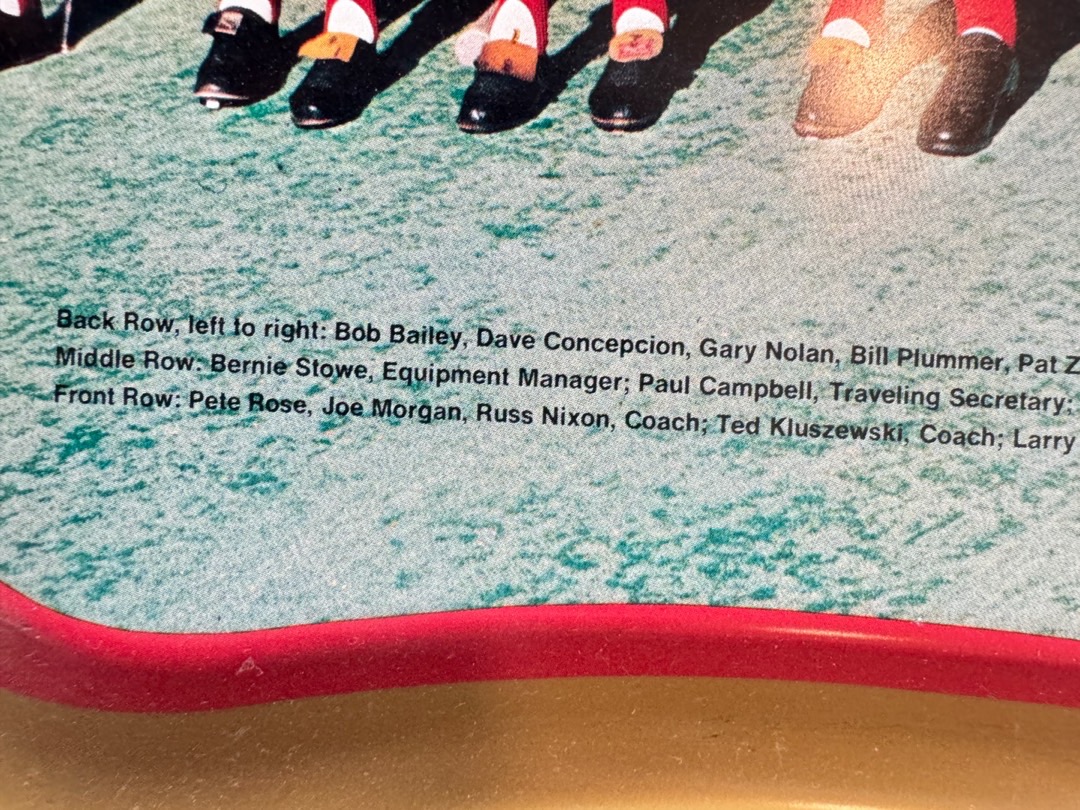 Back Row, left to right: Bob Bailey, Dave Concepcion, Gary Nolan, Bill Plummer, Pat Z
Middle Row: Bernie Stowe, Equipment Manager; Paul Campbell, Traveling Secretary;
Front Row: Pete Rose, Joe Morgan, Russ Nixon, Coach; Ted Kluszewski, Coach; Larry